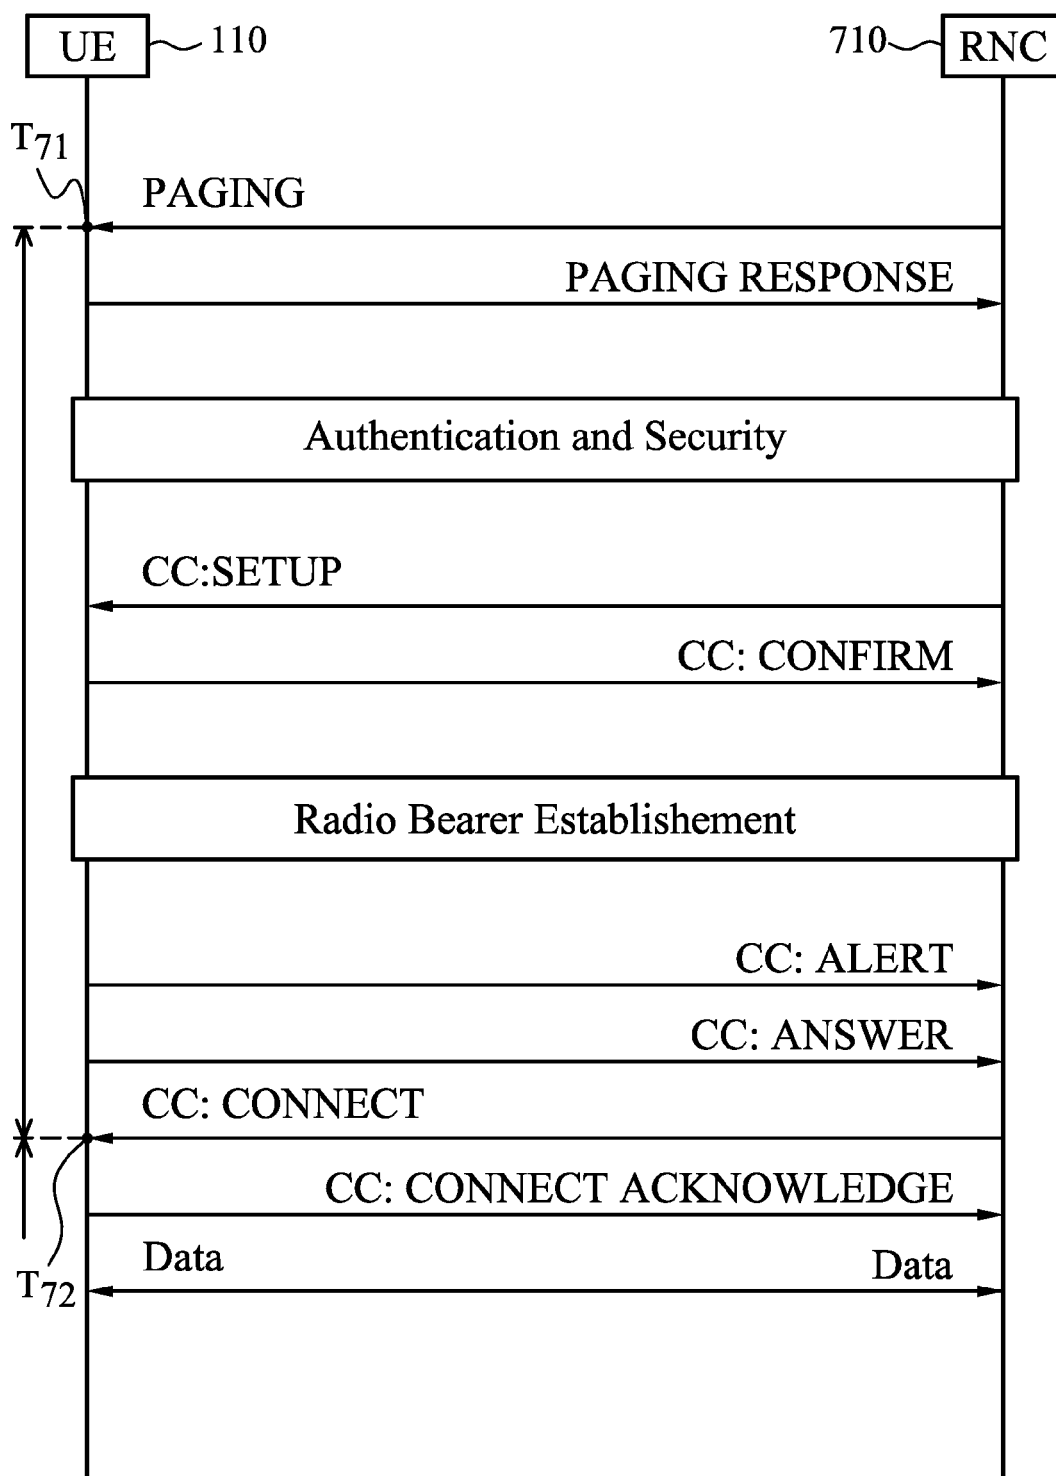 UE 110 710 RNC
T71
PAGING
PAGING RESPONSE
Authentication and Security
CC:SETUP
CC: CONFIRM
Radio Bearer Establishement
CC: ALERT
CC: ANSWER
CC: CONNECT
CC: CONNECT ACKNOWLEDGE
Data Data
T72